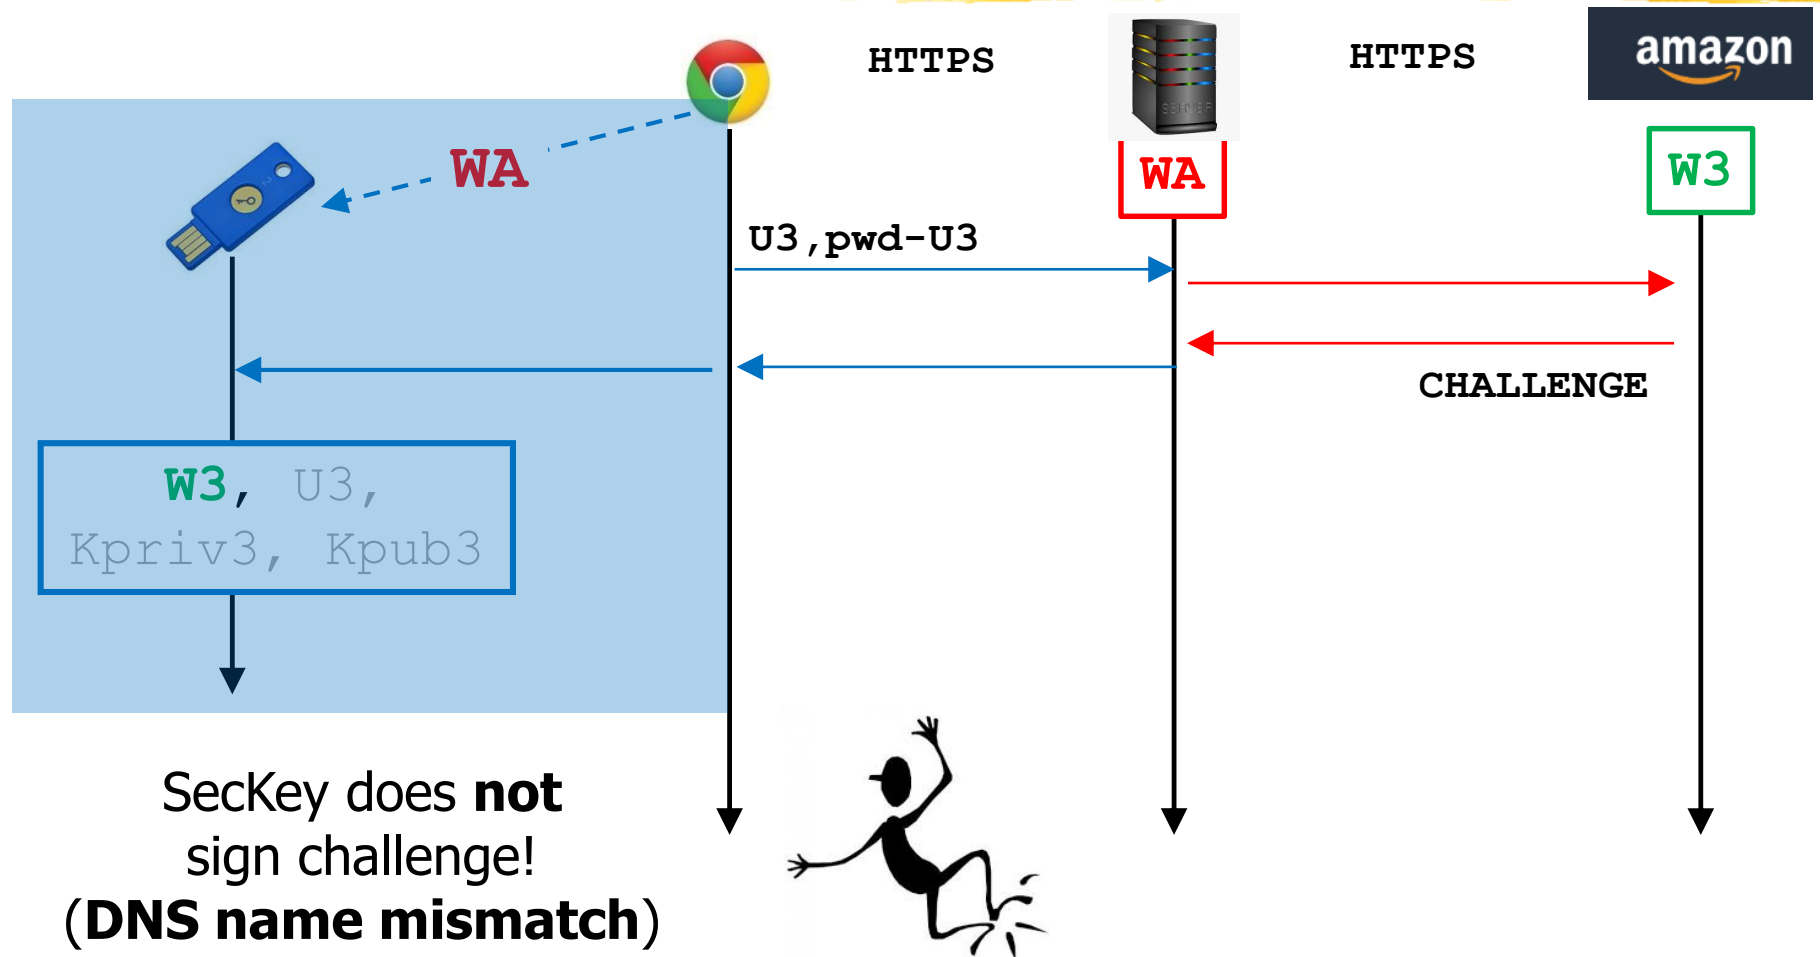 HTTPS
HTTPS
amazon
SERVER
WA
WA
W3
U3,pwd-U3
CHALLENGE
W3, U3,
Kpriv3, Kpub3
SecKey does not
sign challenge!
(DNS name mismatch)